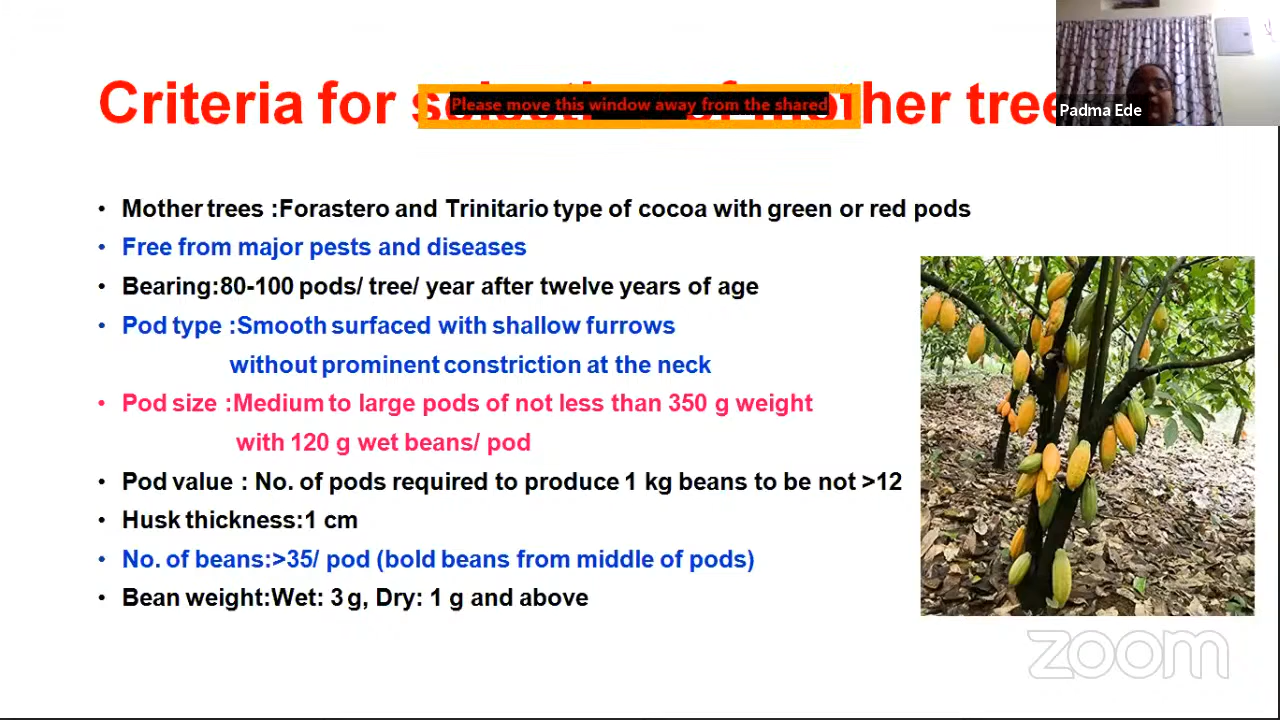 Criteria for selection of mother tree
Please move this window away from the shared
Padma Ede
• Mother trees :Forastero and Trinitario type of cocoa with green or red pods
• Free from major pests and diseases
• Bearing:80-100 pods/ tree/ year after twelve years of age
• Pod type :Smooth surfaced with shallow furrows
without prominent constriction at the neck
• Pod size :Medium to large pods of not less than 350 g weight
with 120 g wet beans/ pod
• Pod value : No. of pods required to produce 1 kg beans to be not >12
• Husk thickness:1 cm
• No. of beans:>35/ pod (bold beans from middle of pods)
• Bean weight:Wet: 3 g, Dry: 1 g and above
zoom